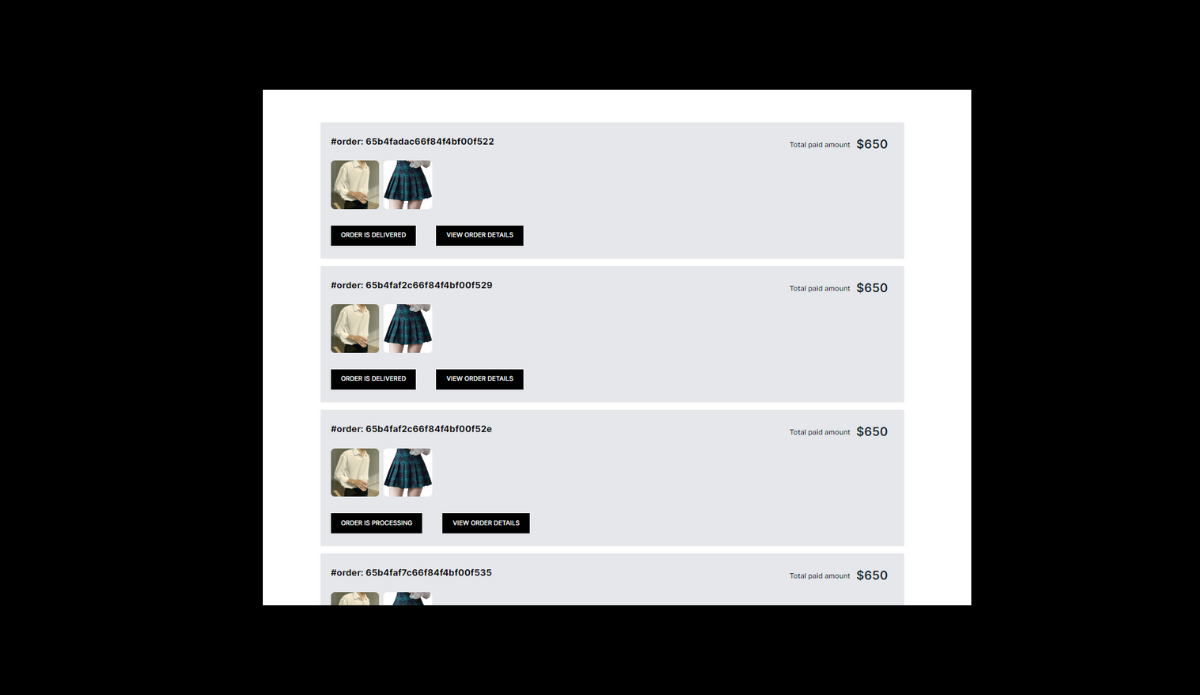 #order: 65b4fadac66f84f4bf00f522
Total paid amount $650
ORDER IS DELIVERED VIEW ORDER DETAILS
#order: 65b4faf2c66f84f4bf00f529
Total paid amount $650
ORDER IS DELIVERED VIEW ORDER DETAILS
#order: 65b4faf2c66f84f4bf00f52e
Total paid amount $650
ORDER IS PROCESSING VIEW ORDER DETAILS
#order: 65b4faf7c66f84f4bf00f535
Total paid amount $650